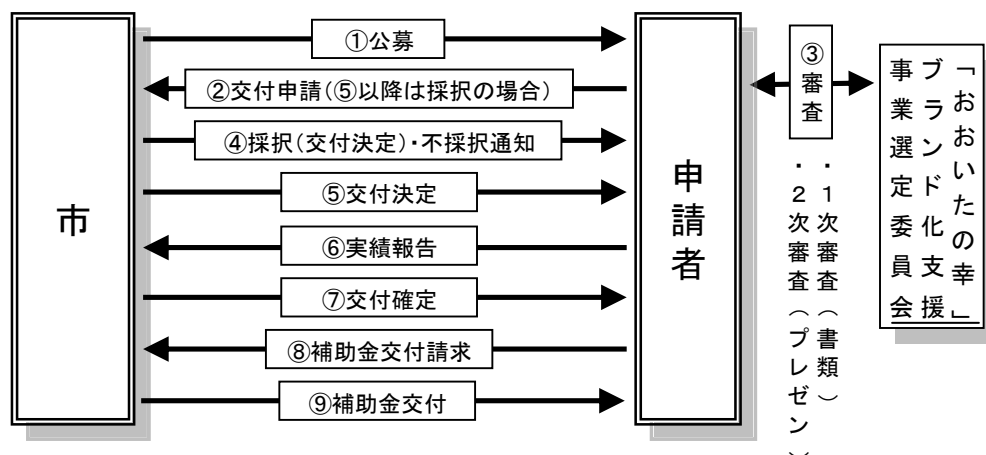 市
①公募
②交付申請(⑤以降は採択の場合)
④採択(交付決定)・不採択通知
⑤交付決定
⑥実績報告
⑦交付確定
⑧補助金交付請求
⑨補助金交付
申請者
③審査
・1次審査(書類)
・2次審査(プレゼン)
「おおいたの幸」
ブランド化支援
事業選定委員会